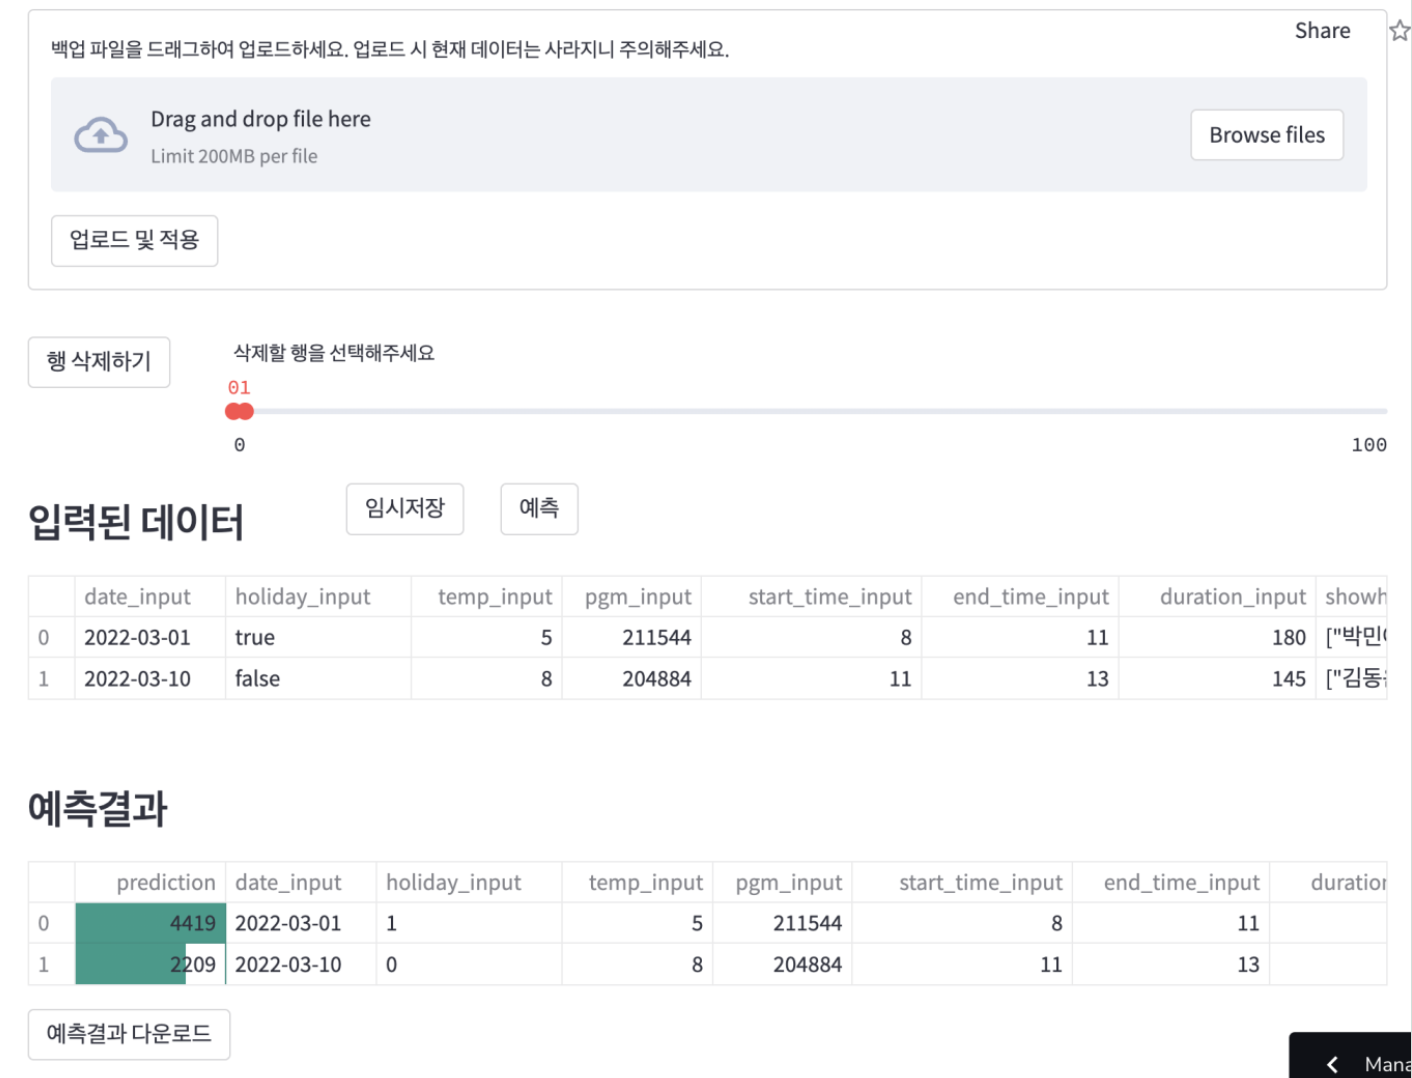 Share
백업 파일을 드래그하여 업로드하세요. 업로드 시 현재 데이터는 사라지니 주의해주세요.
Drag and drop file here
Limit 200MB per file
Browse files
업로드 및 적용
행 삭제하기
삭제할 행을 선택해주세요
01
0 100
입력된 데이터 임시저장 예측
date_input holiday_input temp_input pgm_input start_time_input end_time_input duration_input
0 2022-03-01 true 5 211544 8 11 180 ["박민
1 2022-03-10 false 8 204884 11 13 145 ["김동
예측결과
prediction date_input holiday_input temp_input pgm_input start_time_input end_time_input
0 4419 2022-03-01 1 5 211544 8 11
1 2209 2022-03-10 0 8 204884 11 13
예측결과 다운로드